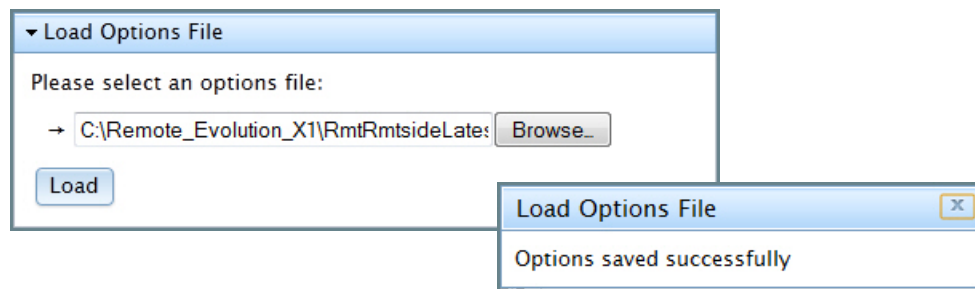 Load Options File
Please select an options file:
→ C:\Remote_Evolution_X1\RmtRmtsideLates Browse...
Load
Load Options File x
Options saved successfully